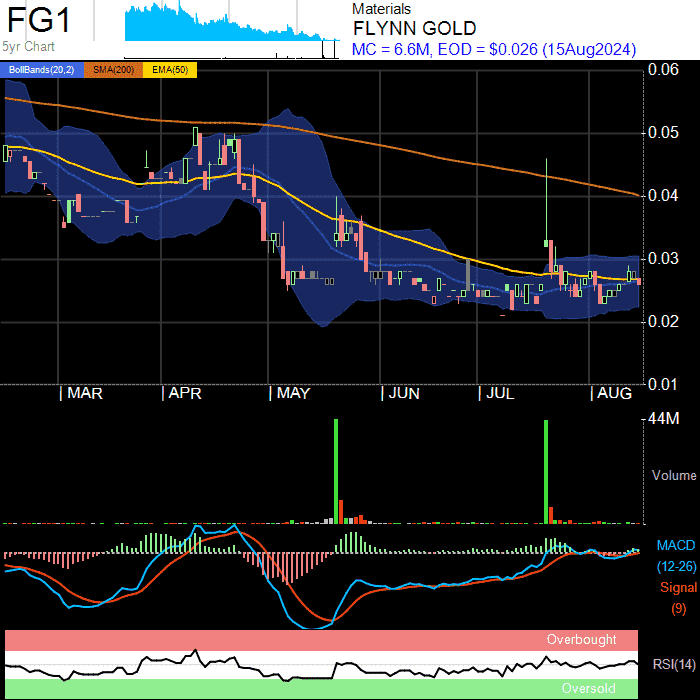 FG1
5yr Chart
Materials
FLYNN GOLD
MC = 6.6M, EOD = $0.026 (15Aug2024)
BollBands(20,2) SMA(200) EMA(50)
0.06
0.05
0.04
0.03
0.02
0.01
| MAR | APR | MAY | JUN | JUL | AUG
44M
Volume
MACD
(12-26)
Signal
(9)
Overbought
RSI(14)
Oversold